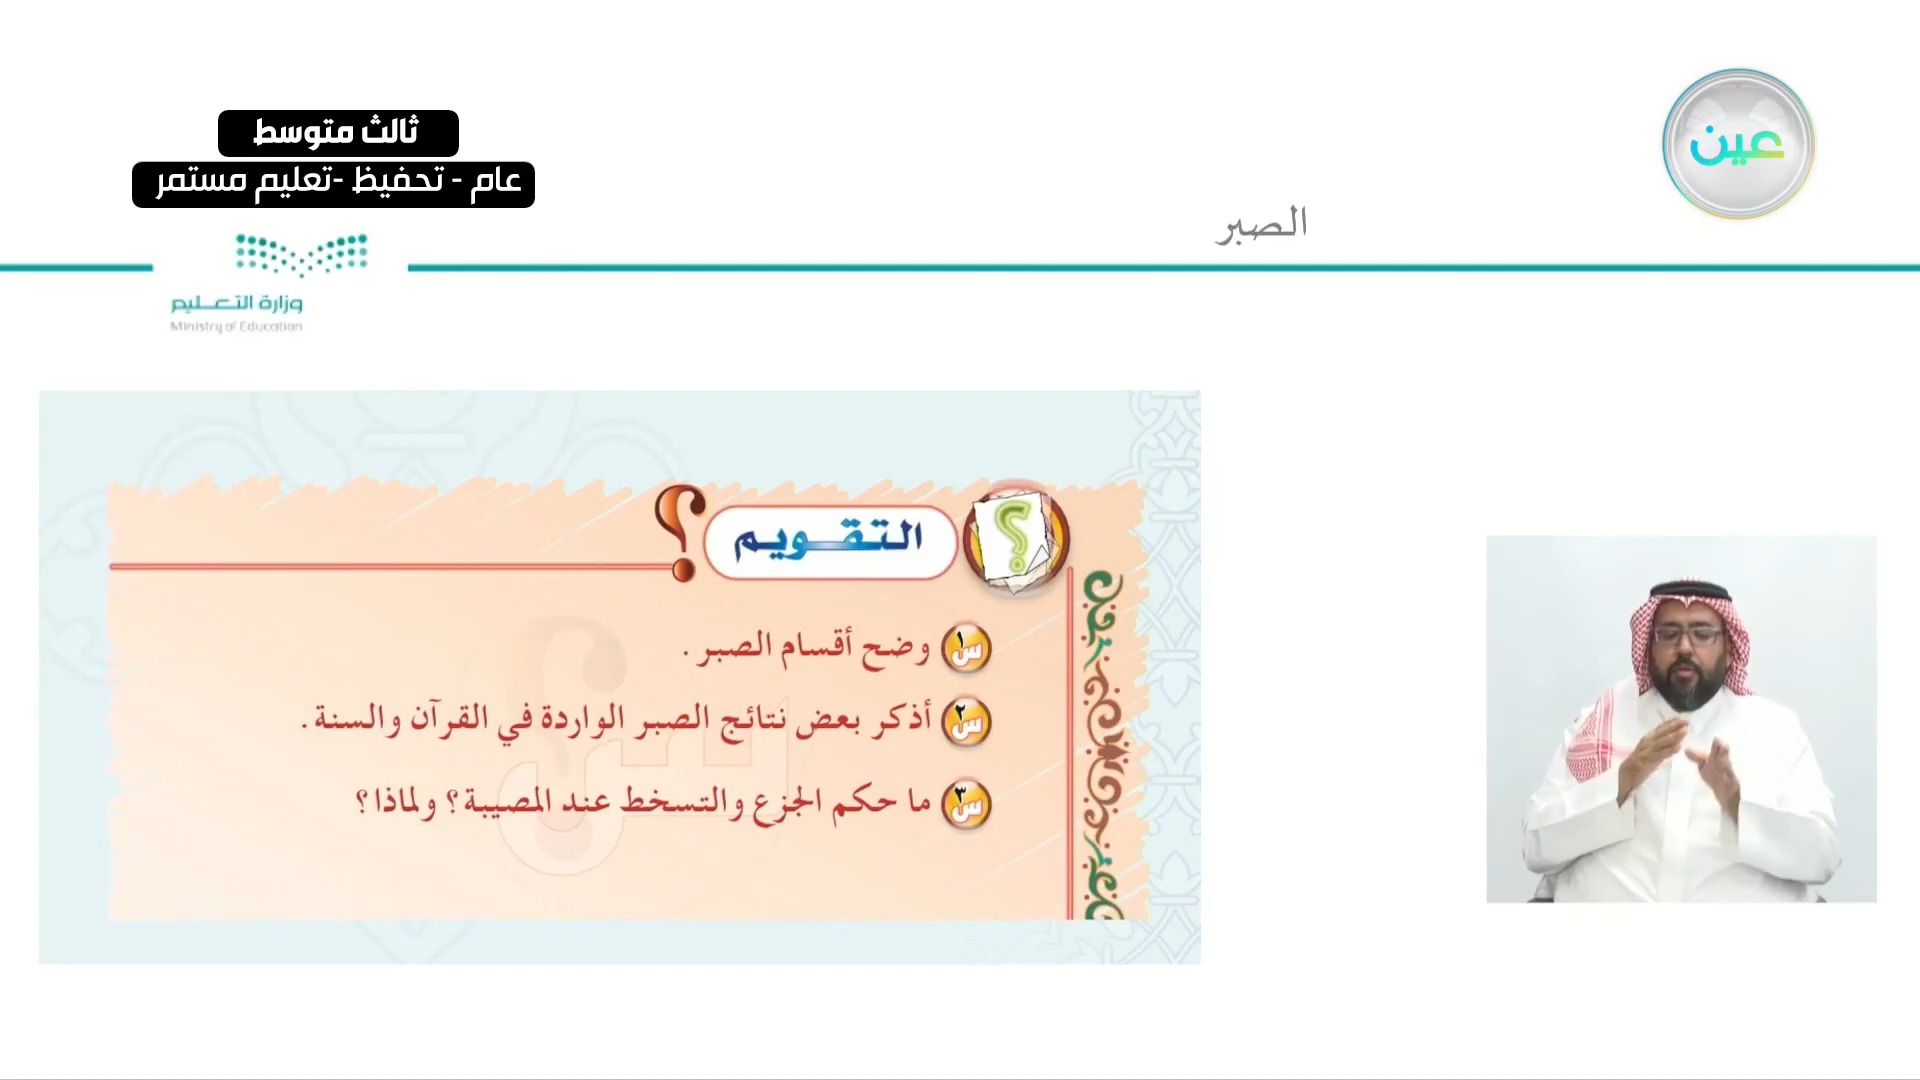 عين
ثالث متوسط
عام - تحفيظ -تعليم مستمر
الصبر
وزارة التعليم
Ministry of Education
؟ التقويم ؟
س١ وضح أقسام الصبر .
س٢ أذكر بعض نتائج الصبر الواردة في القرآن والسنة .
س٣ ما حكم الجزع والتسخط عند المصيبة ؟ ولماذا ؟